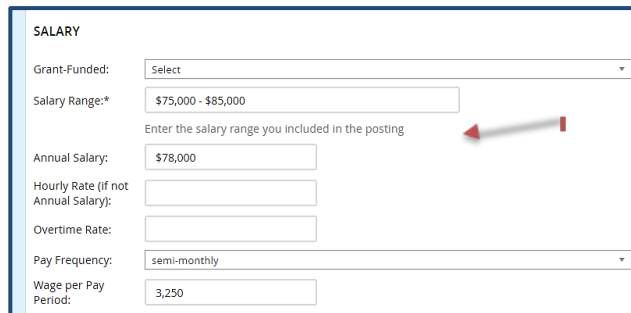 SALARY
Grant-Funded: Select
Salary Range:* $75,000 - $85,000
Enter the salary range you included in the posting
Annual Salary: $78,000
Hourly Rate (if not
Annual Salary):
Overtime Rate:
Pay Frequency: semi-monthly
Wage per Pay
Period: 3,250